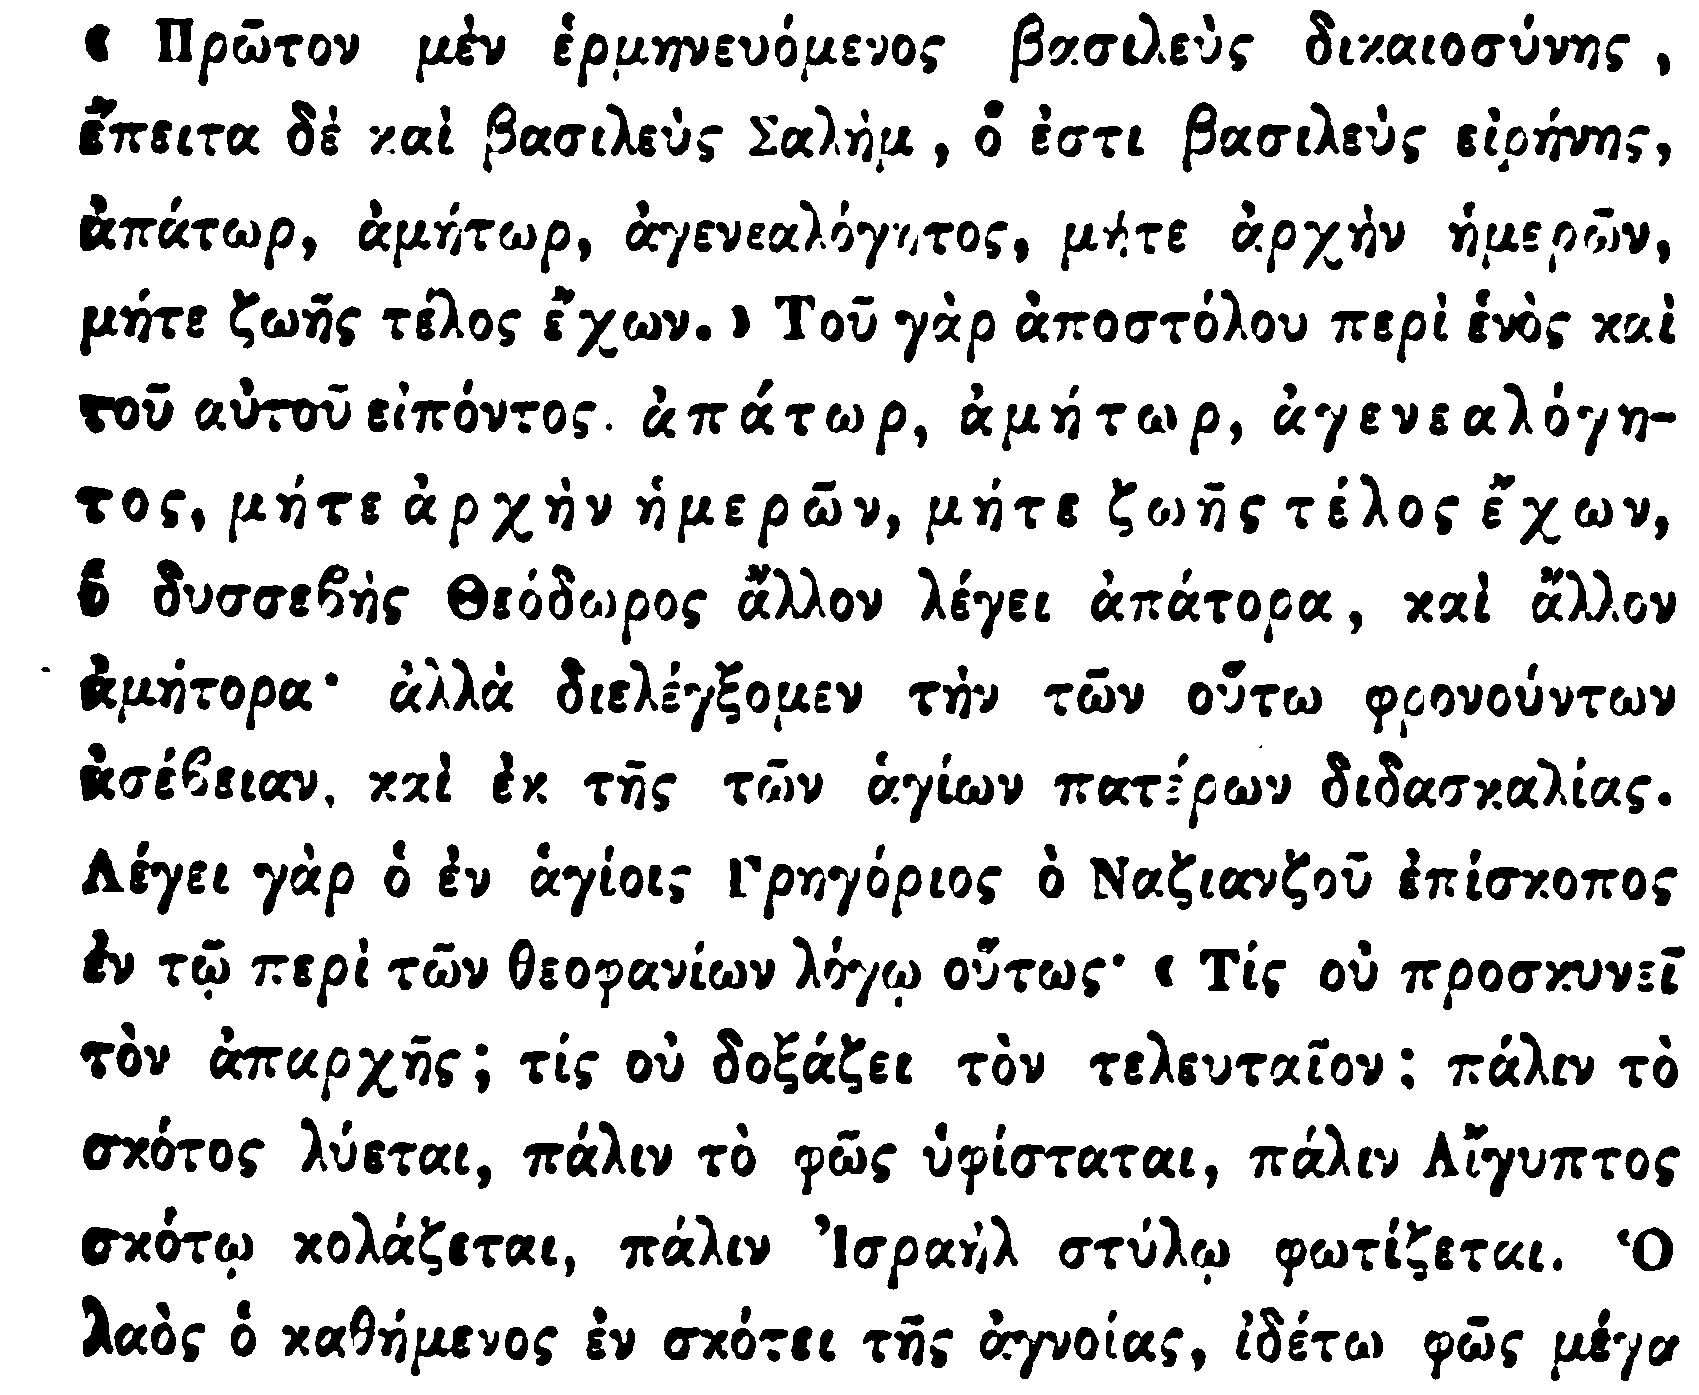 « Πρῶτον μὲν ἑρμηνευόμενος βασιλεὺς δικαιοσύνης,
ἔπειτα δὲ καὶ βασιλεὺς Σαλὴμ, ὅ ἐστι βασιλεὺς εἰρήνης,
ἀπάτωρ, ἀμήτωρ, ἀγενεαλόγητος, μήτε ἀρχὴν ἡμερῶν,
μήτε ζωῆς τέλος ἔχων. » Τοῦ γὰρ ἀποστόλου περὶ ἑνὸς καὶ
τοῦ αὐτοῦ εἰπόντος· ἀπάτωρ, ἀμήτωρ, ἀγενεαλόγη-
τος, μήτε ἀρχὴν ἡμερῶν, μήτε ζωῆς τέλος ἔχων,
ὁ δυσσεβὴς Θεόδωρος ἄλλον λέγει ἀπάτορα, καὶ ἄλλον
ἀμήτορα· ἀλλὰ διελέγξομεν τὴν τῶν οὕτω φρονούντων
ἀσέβειαν, καὶ ἐκ τῆς τῶν ἁγίων πατέρων διδασκαλίας.
Λέγει γὰρ ὁ ἐν ἁγίοις Γρηγόριος ὁ Ναζιανζοῦ ἐπίσκοπος
ἐν τῷ περὶ τῶν θεοφανίων λόγῳ οὕτως· « Τίς οὐ προσκυνεῖ
τὸν ἀπαρχῆς; τίς οὐ δοξάζει τὸν τελευταῖον; πάλιν τὸ
σκότος λύεται, πάλιν τὸ φῶς ὑφίσταται, πάλιν Αἴγυπτος
σκότῳ κολάζεται, πάλιν Ἰσραὴλ στύλῳ φωτίζεται. Ὁ
λαὸς ὁ καθήμενος ἐν σκότει τῆς ἀγνοίας, ἰδέτω φῶς μέγα